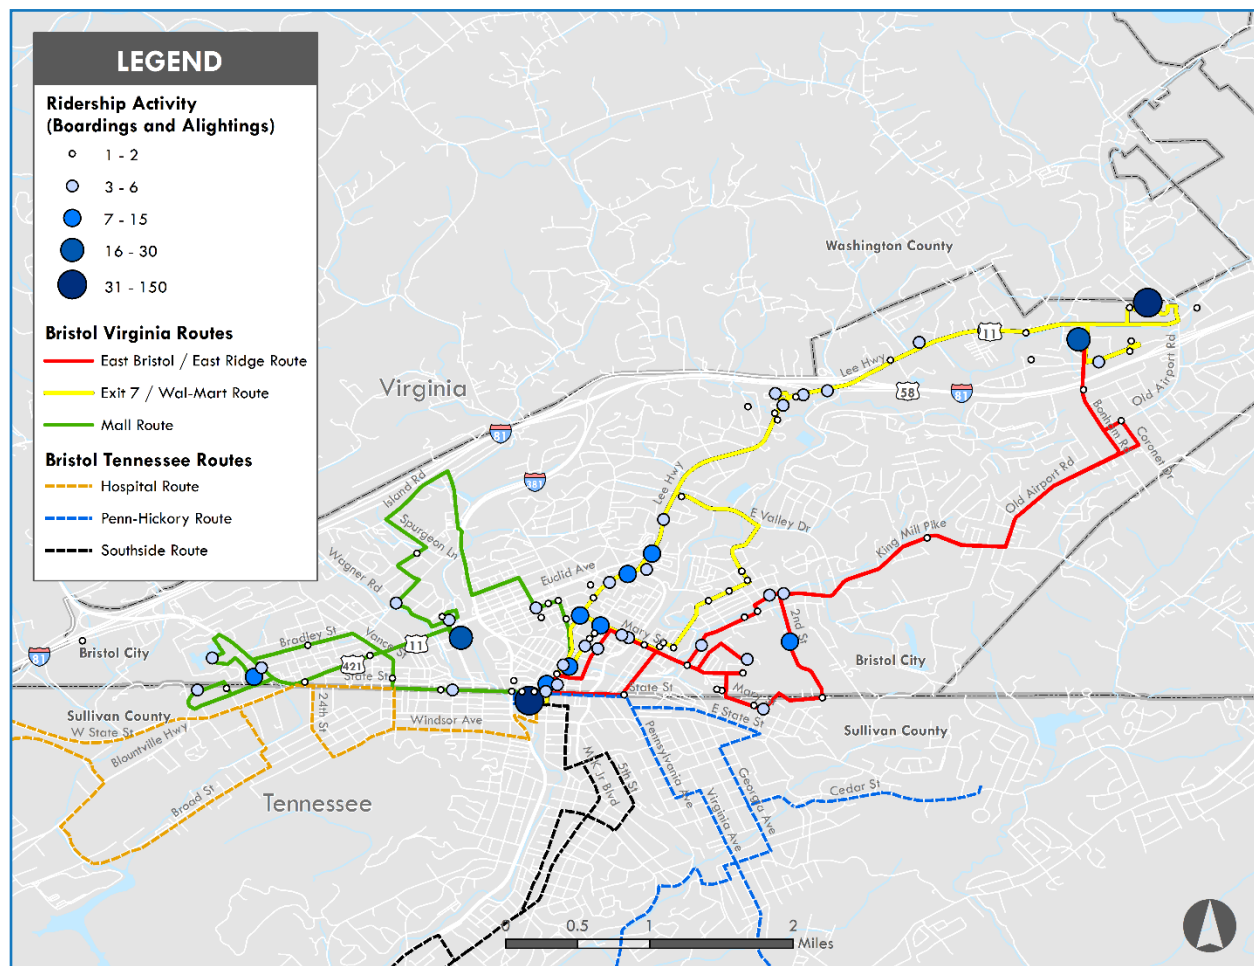 LEGEND
Ridership Activity
(Boardings and Alightings)
1 - 2
3 - 6
7 - 15
16 - 30
31 - 150
Bristol Virginia Routes
East Bristol / East Ridge Route
Exit 7 / Wal-Mart Route
Mall Route
Bristol Tennessee Routes
Hospital Route
Penn-Hickory Route
Southside Route
Washington County
Virginia
Lee Hwy
11
58
81
Old Airport Rd
81
Bonham Rd
Coronet Dr
81
381
Island Rd
Spurgeon Ln
Lee Hwy
E Valley Dr
Old Airport Rd
King Mill Pike
Wagner Rd
Euclid Ave
Mary St
2nd St
Bradley St
Vance St
11
421
81
Bristol City
Bristol City
State St
State St
Mary
E State St
Sullivan County
W State St
Blountville Hwy
24th St
Windsor Ave
Sullivan County
Broad St
Tennessee
MLK Jr Blvd
5th St
Pennsylvania Ave
Virginia Ave
Georgia Ave
Cedar St
0 0.5 1 2
Miles